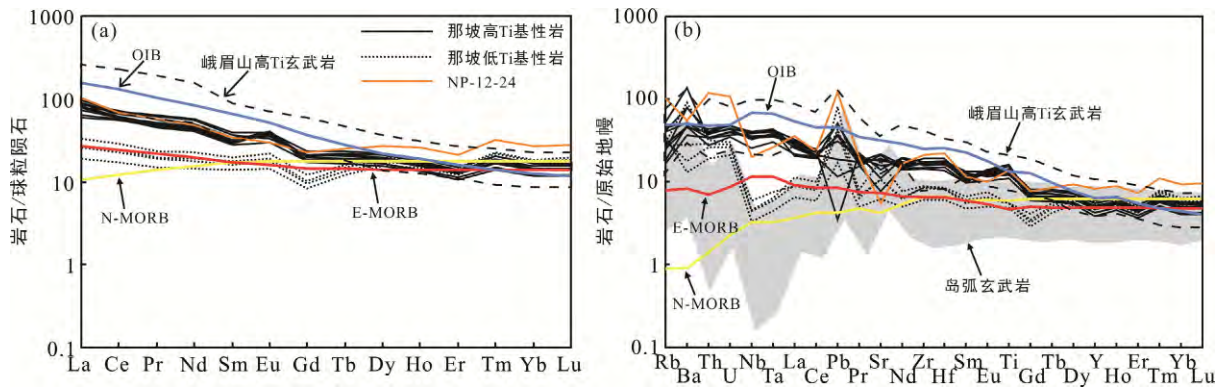 (a)
1000
100
10
1
0.1
岩石/球粒陨石
OIB
峨眉山高Ti玄武岩
那坡高Ti基性岩
那坡低Ti基性岩
NP-12-24
N-MORB
E-MORB
La Ce Pr Nd Sm Eu Gd Tb Dy Ho Er Tm Yb Lu
(b)
1000
100
10
1
0.1
岩石/原始地幔
OIB
峨眉山高Ti玄武岩
E-MORB
N-MORB
岛弧玄武岩
Rb Th Nb La Pb Sr Zr Sm Ti Tb Y Er Yb
Ba U Ta Ce Pr Nd Hf Eu Gd Dy Ho Tm Lu